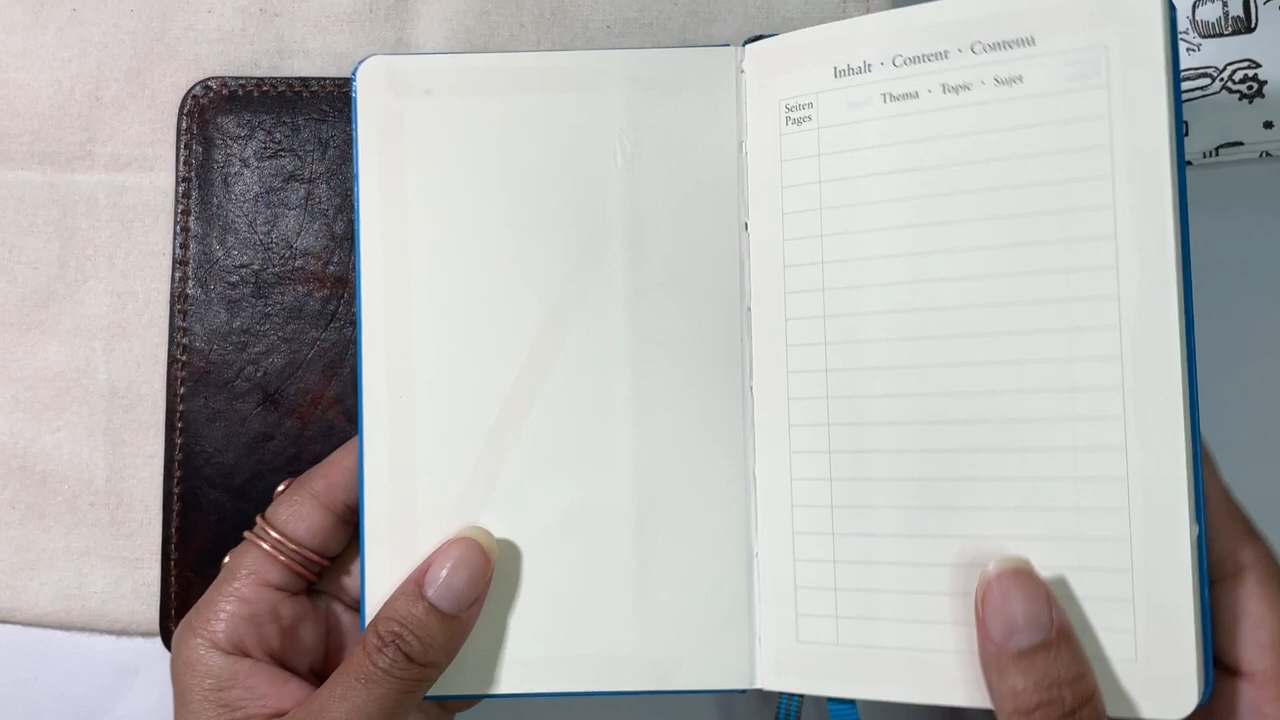 Inhalt · Content · Contenu
Seiten
Pages
Thema · Topic · Sujet